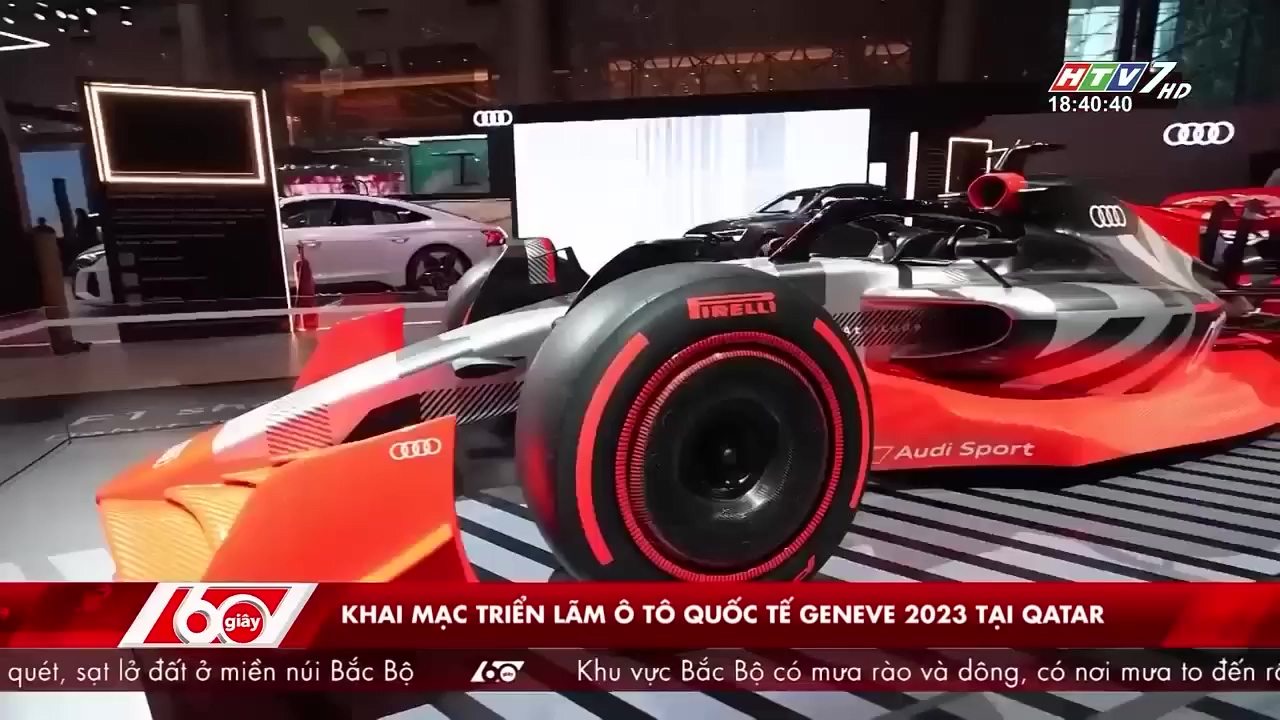 HTV7 HD
18:40:40
PIRELLI
Audi Sport
60 giây
KHAI MẠC TRIỂN LÃM Ô TÔ QUỐC TẾ GENEVE 2023 TẠI QATAR
quét, sạt lở đất ở miền núi Bắc Bộ
60 giây
Khu vực Bắc Bộ có mưa rào và dông, có nơi mưa to đến